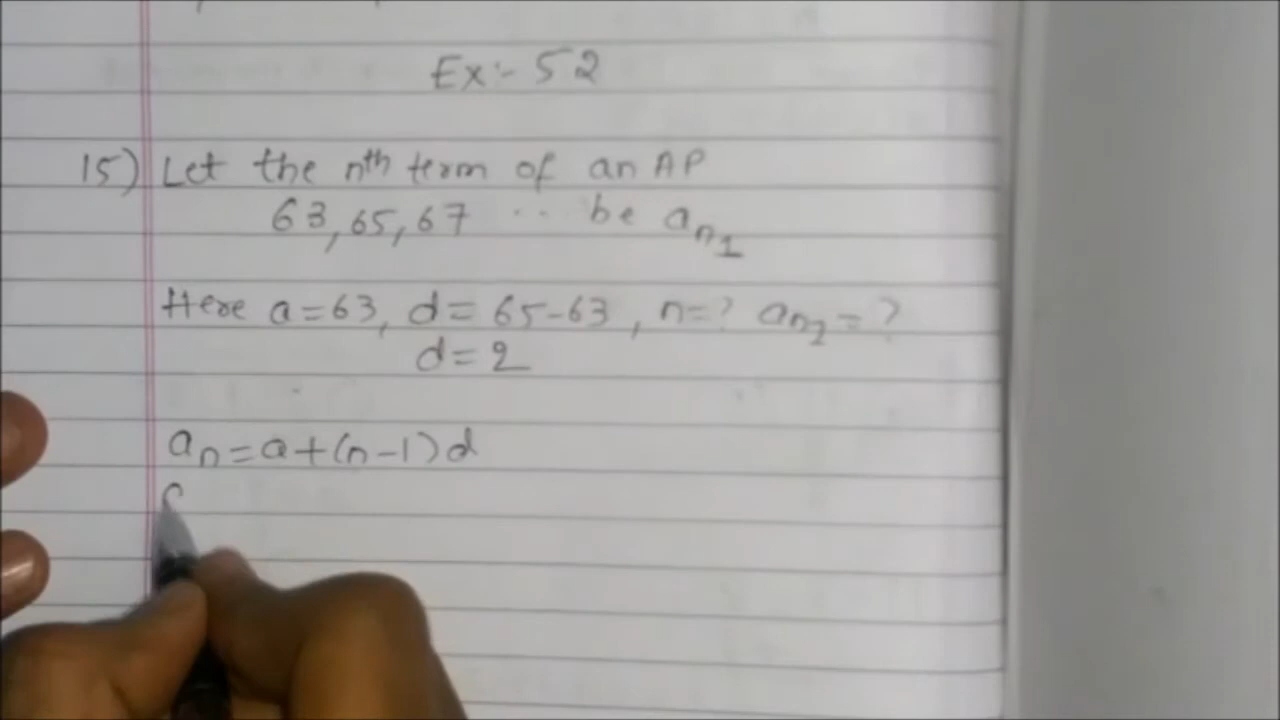 Ex:- 52
15) Let the nth term of an AP
63, 65, 67 .. be an1
Here a=63, d= 65-63, n=? an2=?
d=2
an=a+(n-1)d